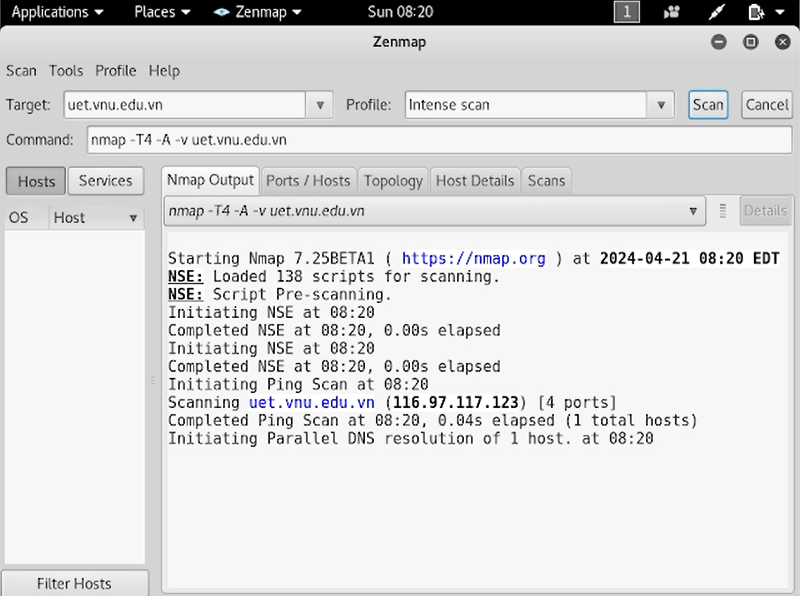 Applications Places Zenmap Sun 08:20 1
Zenmap
Scan Tools Profile Help
Target: uet.vnu.edu.vn Profile: Intense scan Scan Cancel
Command: nmap -T4 -A -v uet.vnu.edu.vn
Hosts Services Nmap Output Ports / Hosts Topology Host Details Scans
OS Host nmap -T4 -A -v uet.vnu.edu.vn Details
Starting Nmap 7.25BETA1 ( https://nmap.org ) at 2024-04-21 08:20 EDT
NSE: Loaded 138 scripts for scanning.
NSE: Script Pre-scanning.
Initiating NSE at 08:20
Completed NSE at 08:20, 0.00s elapsed
Initiating NSE at 08:20
Completed NSE at 08:20, 0.00s elapsed
Initiating Ping Scan at 08:20
Scanning uet.vnu.edu.vn (116.97.117.123) [4 ports]
Completed Ping Scan at 08:20, 0.04s elapsed (1 total hosts)
Initiating Parallel DNS resolution of 1 host. at 08:20
Filter Hosts